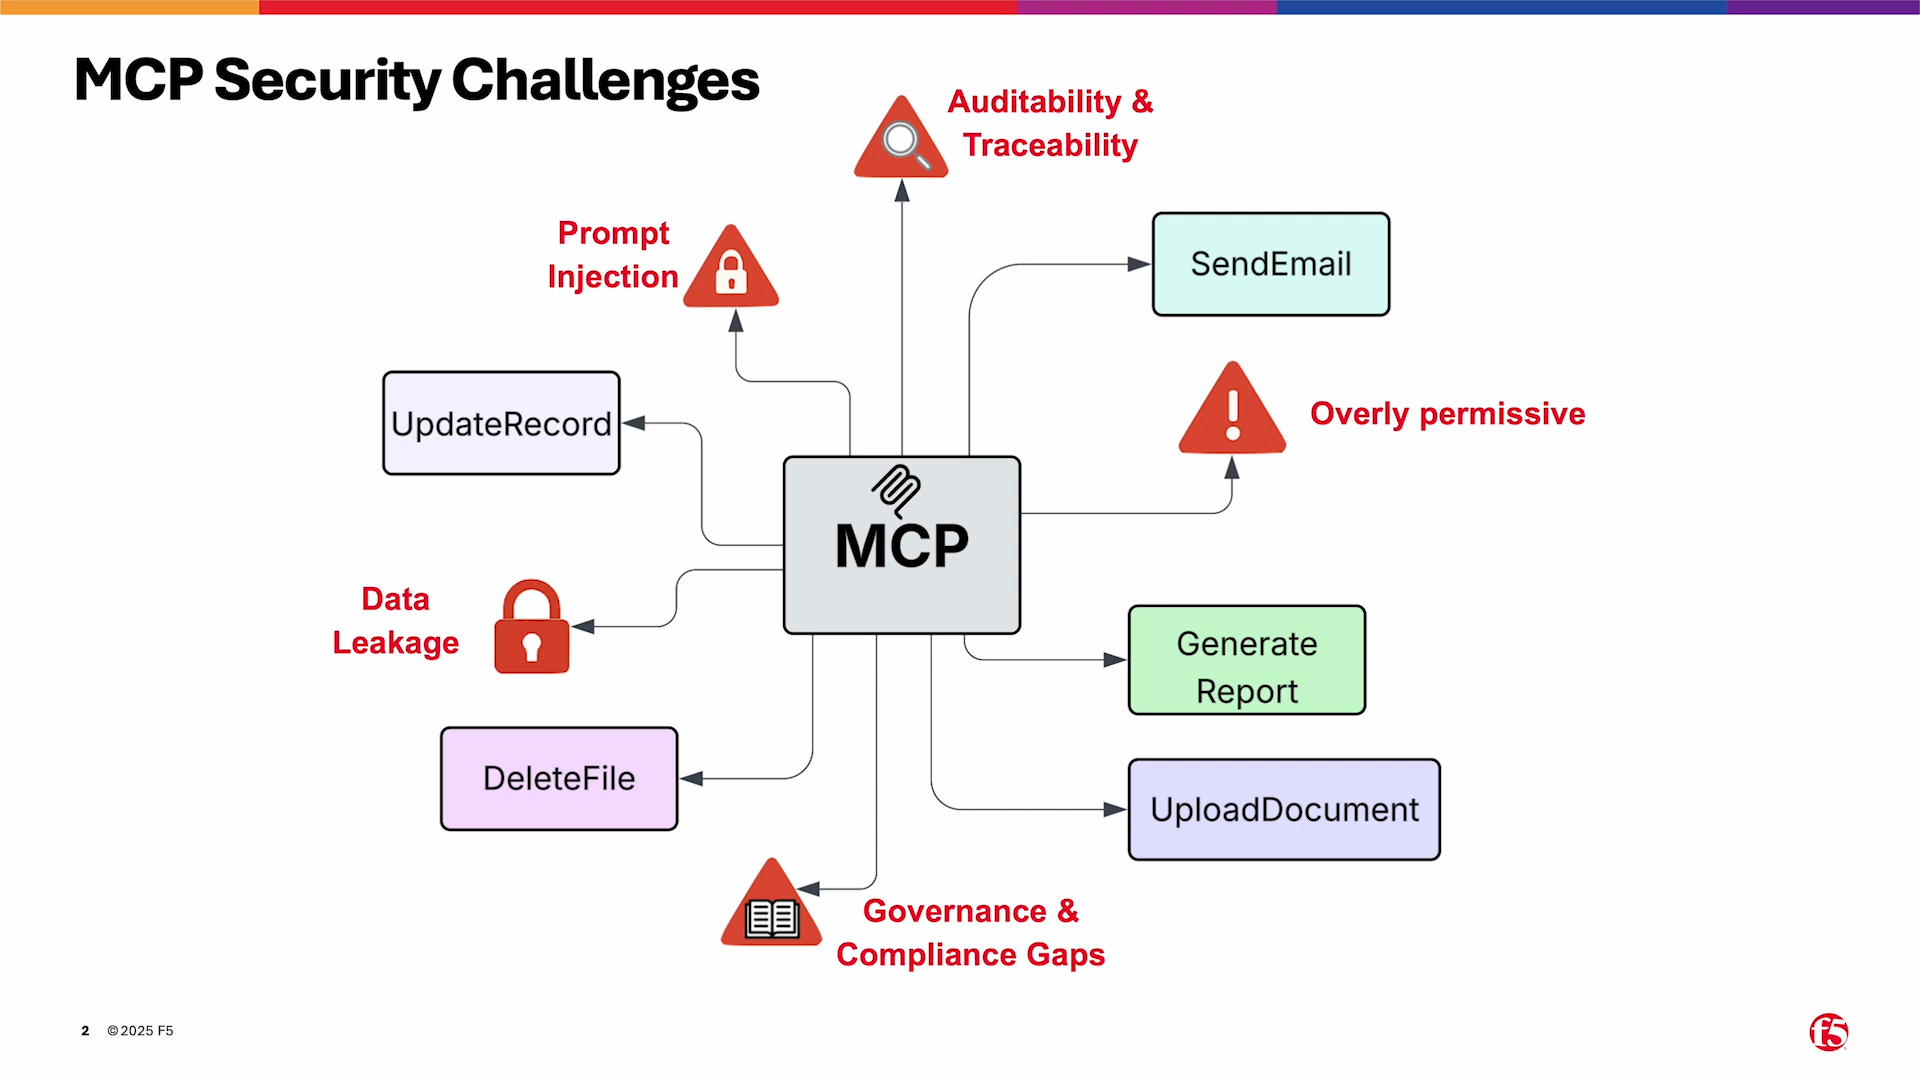 MCP Security Challenges
Auditability &
Traceability
Prompt
Injection
SendEmail
UpdateRecord
Overly permissive
MCP
Data
Leakage
Generate
Report
DeleteFile
UploadDocument
Governance &
Compliance Gaps
2 © 2025 F5
f5